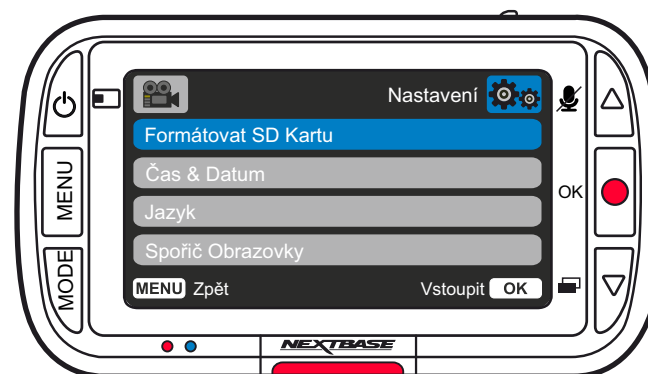 Nastavení
Formátovat SD Kartu
MENU
Čas & Datum
OK
Jazyk
Spořič Obrazovky
MODE
MENU Zpět
Vstoupit OK
NEXTBASE